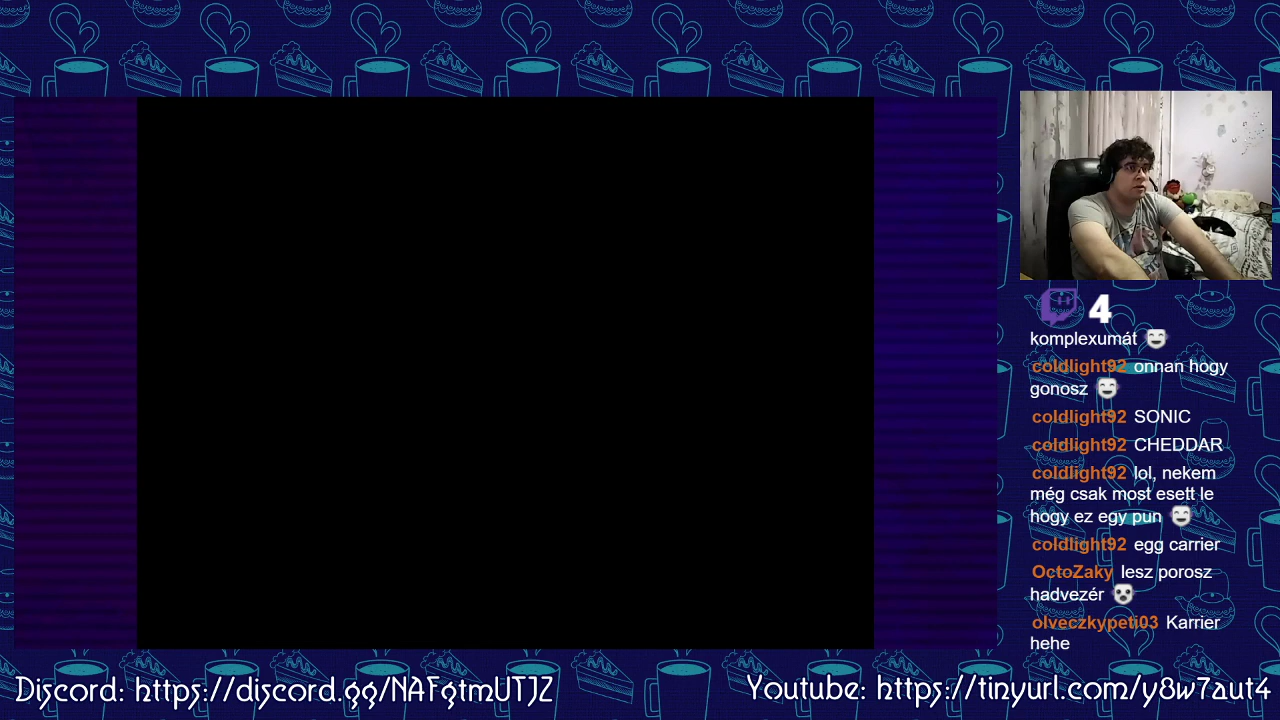 4
komplexumát
coldlight92 onnan hogy
gonosz
coldlight92 SONIC
coldlight92 CHEDDAR
coldlight92 lol, nekem
még csak most esett le
hogy ez egy pun
coldlight92 egg carrier
OctoZaky lesz porosz
hadvezér
olveczkypeti03 Karrier
hehe
Discord: https://discord.gg/NAFgtmUTJZ
Youtube: https://tinyurl.com/y8w7aut4